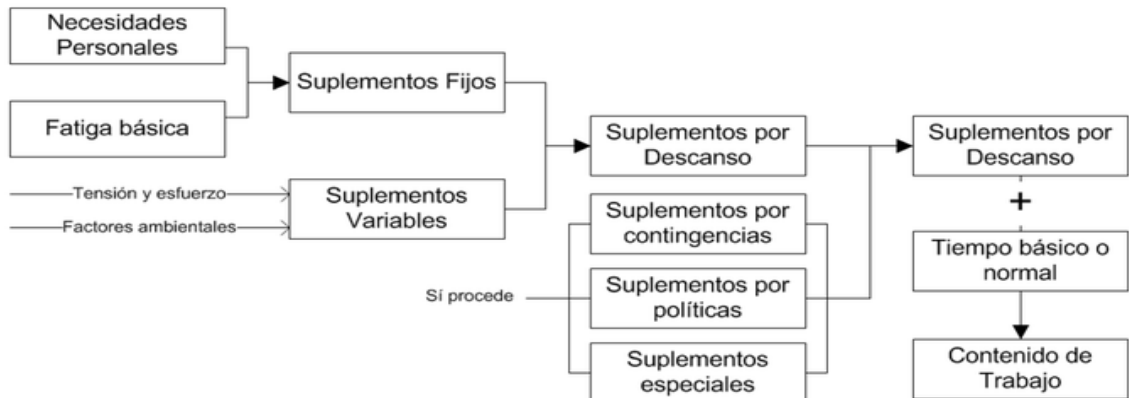 Necesidades
Personales
Fatiga básica
Tensión y esfuerzo
Factores ambientales
Suplementos Fijos
Suplementos
Variables
Sí procede
Suplementos por
Descanso
Suplementos por
contingencias
Suplementos por
políticas
Suplementos
especiales
Suplementos por
Descanso
+
Tiempo básico o
normal
Contenido de
Trabajo